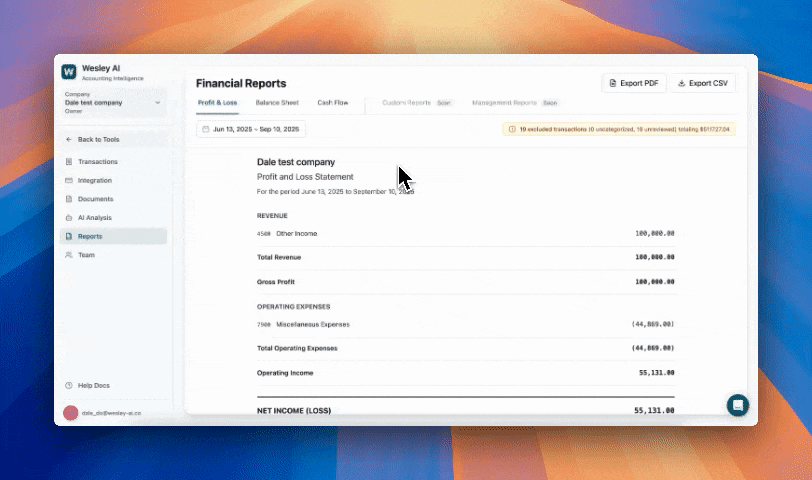 W
Wesley AI
Accounting Intelligence
Company
Dale test company
Owner
Back to Tools
Transactions
Integration
Documents
AI Analysis
Reports
Team
Help Docs
dale_ds@wesley-ai.co
Financial Reports
Export PDF
Export CSV
Profit & Loss
Balance Sheet
Cash Flow
Custom Reports Soon
Management Reports Soon
Jun 13, 2025 - Sep 10, 2025
19 excluded transactions (0 uncategorized, 19 unreviewed) totaling
Dale test company
Profit and Loss Statement
For the period June 13, 2025 to September 10, 2025
REVENUE
4500 Other Income 100,000.00
Total Revenue 100,000.00
Gross Profit 100,000.00
OPERATING EXPENSES
7900 Miscellaneous Expenses (44,869.00)
Total Operating Expenses (44,869.00)
Operating Income 55,131.00
NET INCOME (LOSS) 55,131.00